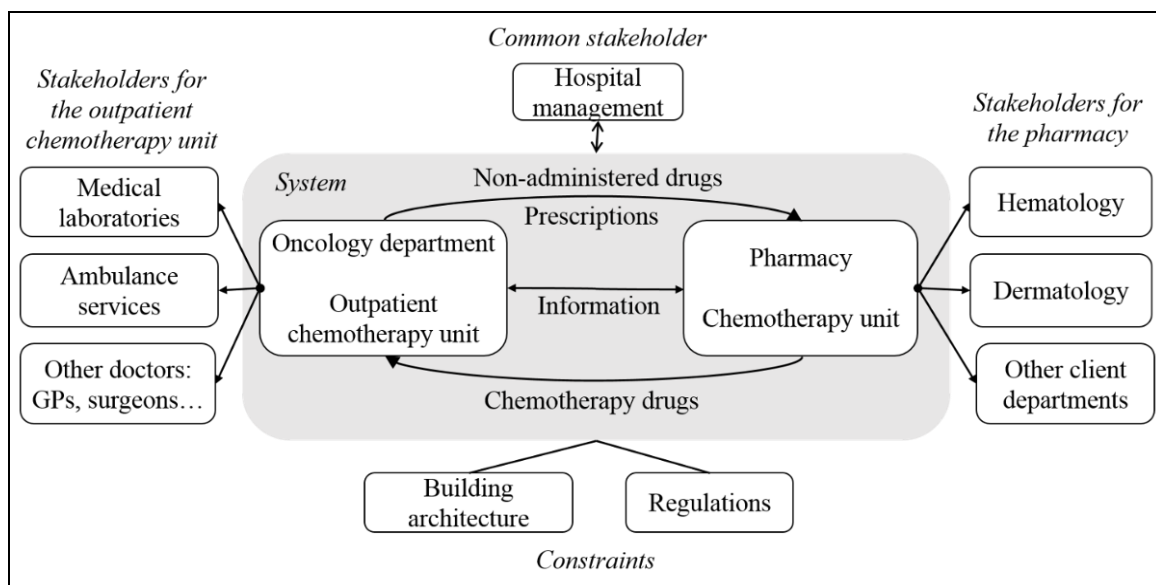 Common stakeholder
Hospital
management
Stakeholders for
the outpatient
chemotherapy unit
Stakeholders for
the pharmacy
System
Medical
laboratories
Ambulance
services
Other doctors:
GPs, surgeons…
Non-administered drugs
Prescriptions
Oncology department
Outpatient
chemotherapy unit
Information
Pharmacy
Chemotherapy unit
Chemotherapy drugs
Hematology
Dermatology
Other client
departments
Building
architecture
Regulations
Constraints